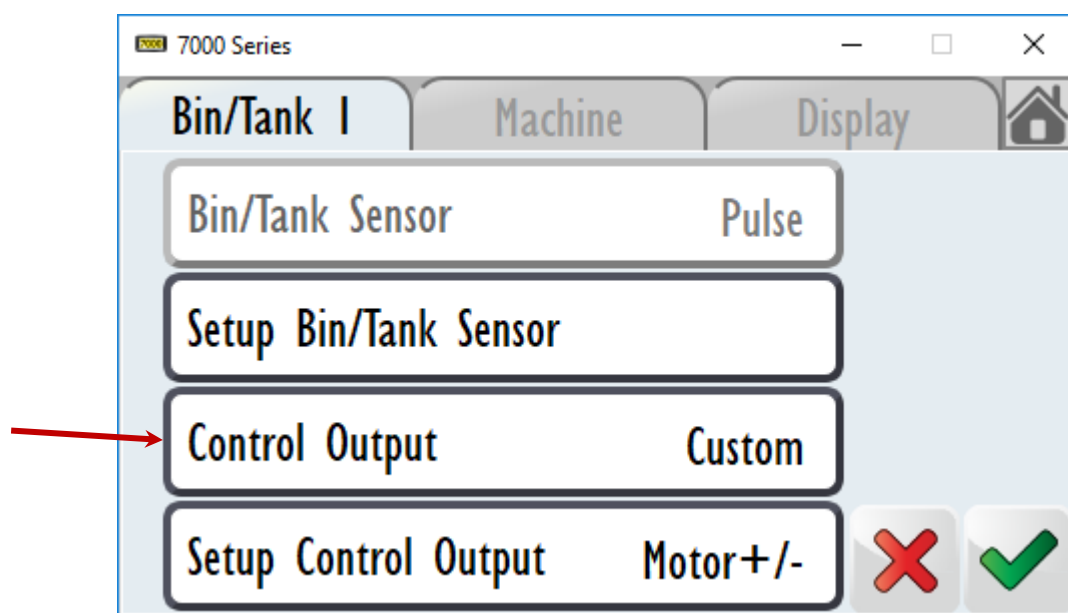 7000 7000 Series
Bin/Tank 1 Machine Display
Bin/Tank Sensor Pulse
Setup Bin/Tank Sensor
Control Output Custom
Setup Control Output Motor+/-